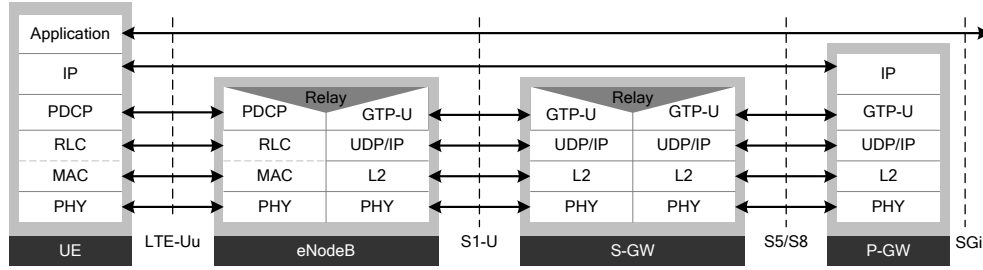 Application
IP IP
Relay Relay
PDCP PDCP GTP-U GTP-U GTP-U GTP-U
RLC RLC UDP/IP UDP/IP UDP/IP UDP/IP
MAC MAC L2 L2 L2 L2
PHY PHY PHY PHY PHY PHY
UE LTE-Uu eNodeB S1-U S-GW S5/S8 P-GW SGi